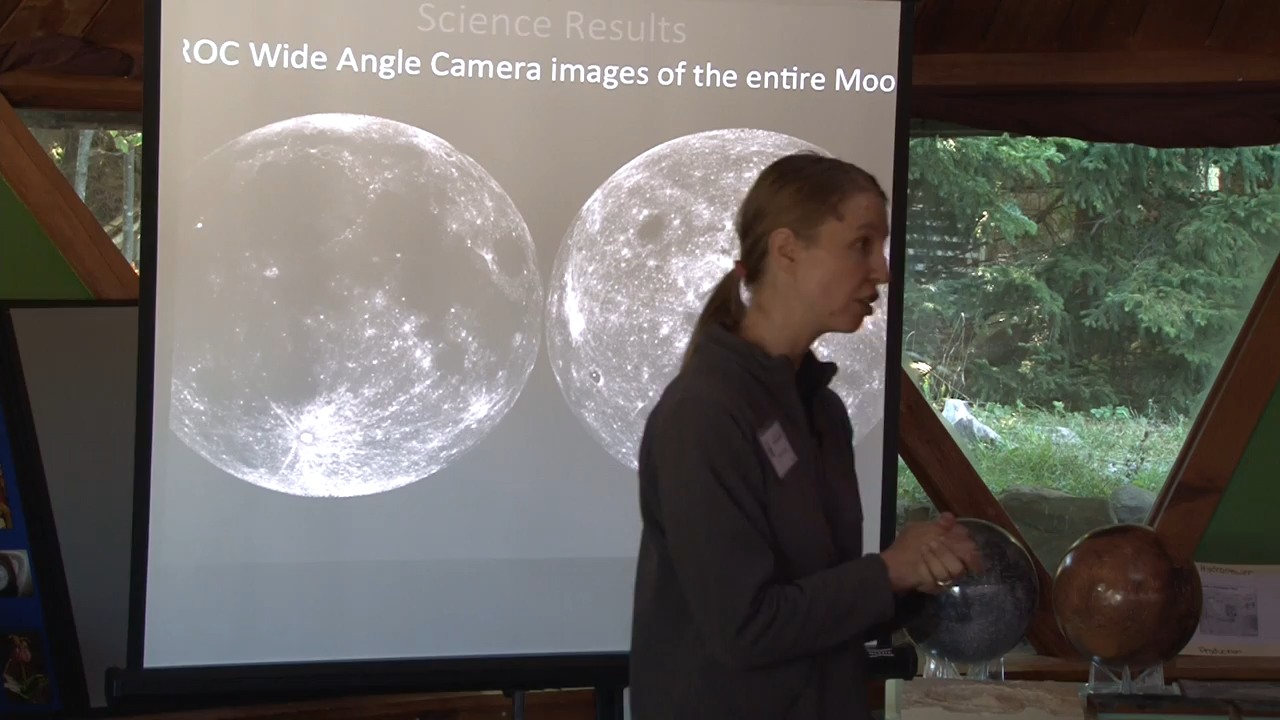 Science Results
ROC Wide Angle Camera images of the entire Moo